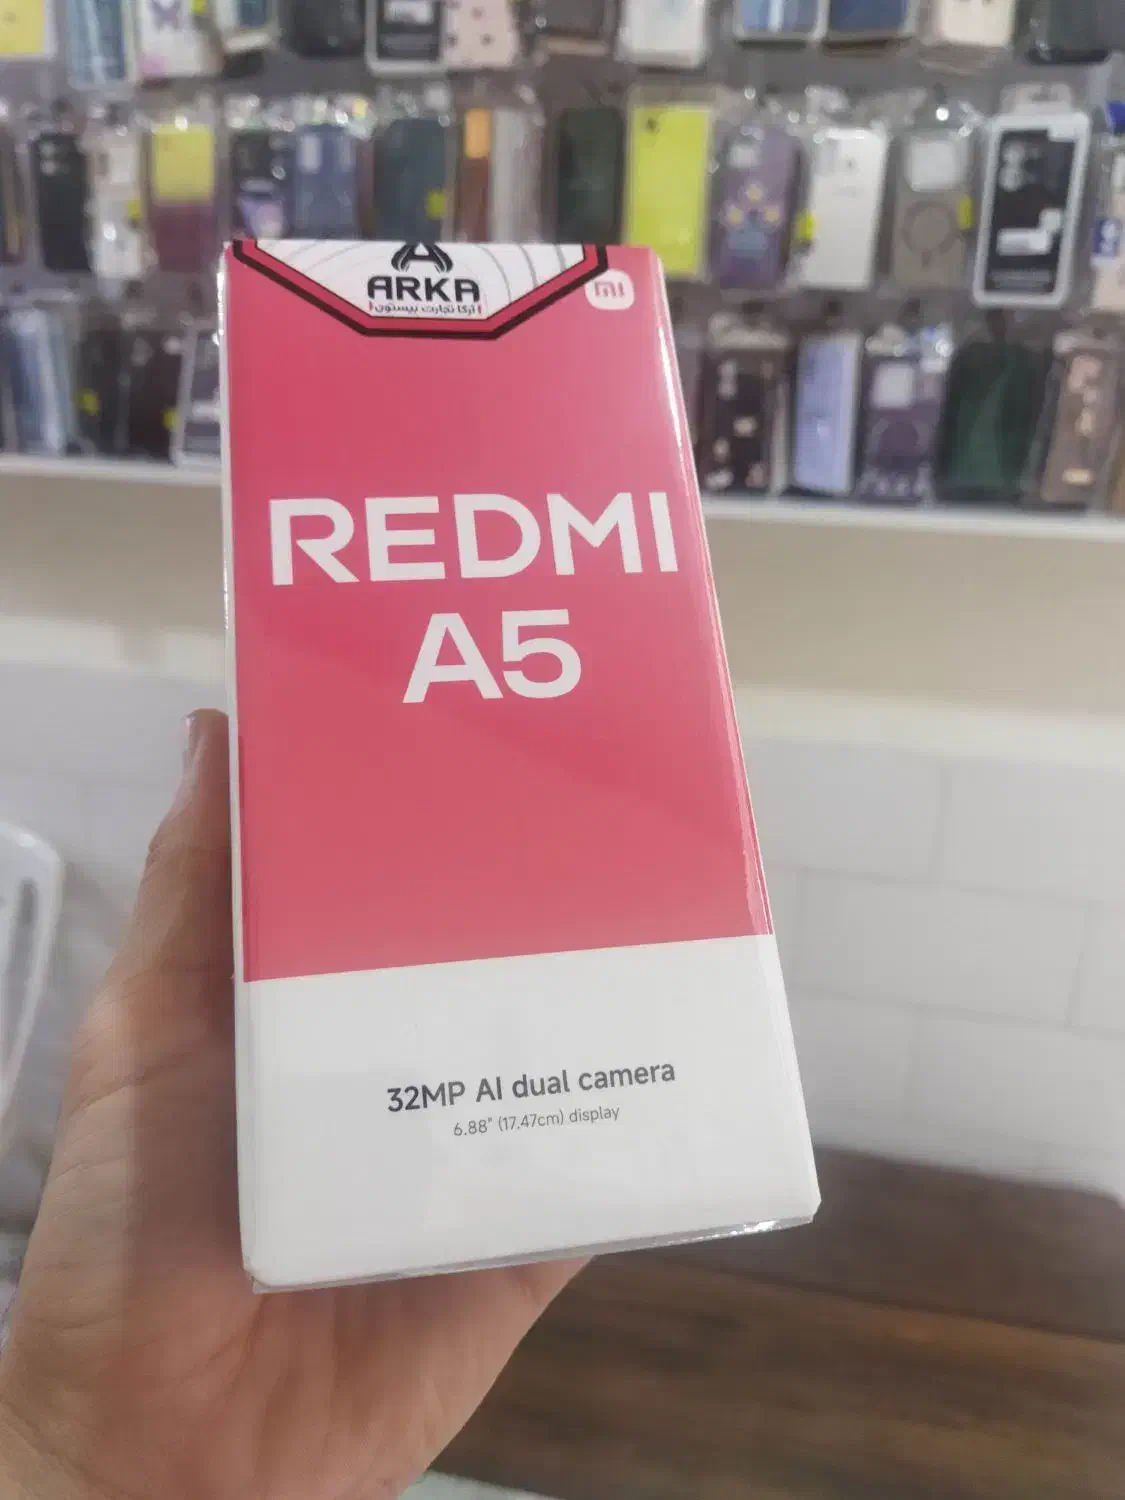 ARKA
آرکا تجارت بیستون
mi
REDMI
A5
32MP AI dual camera
6.88" (17.47cm) display